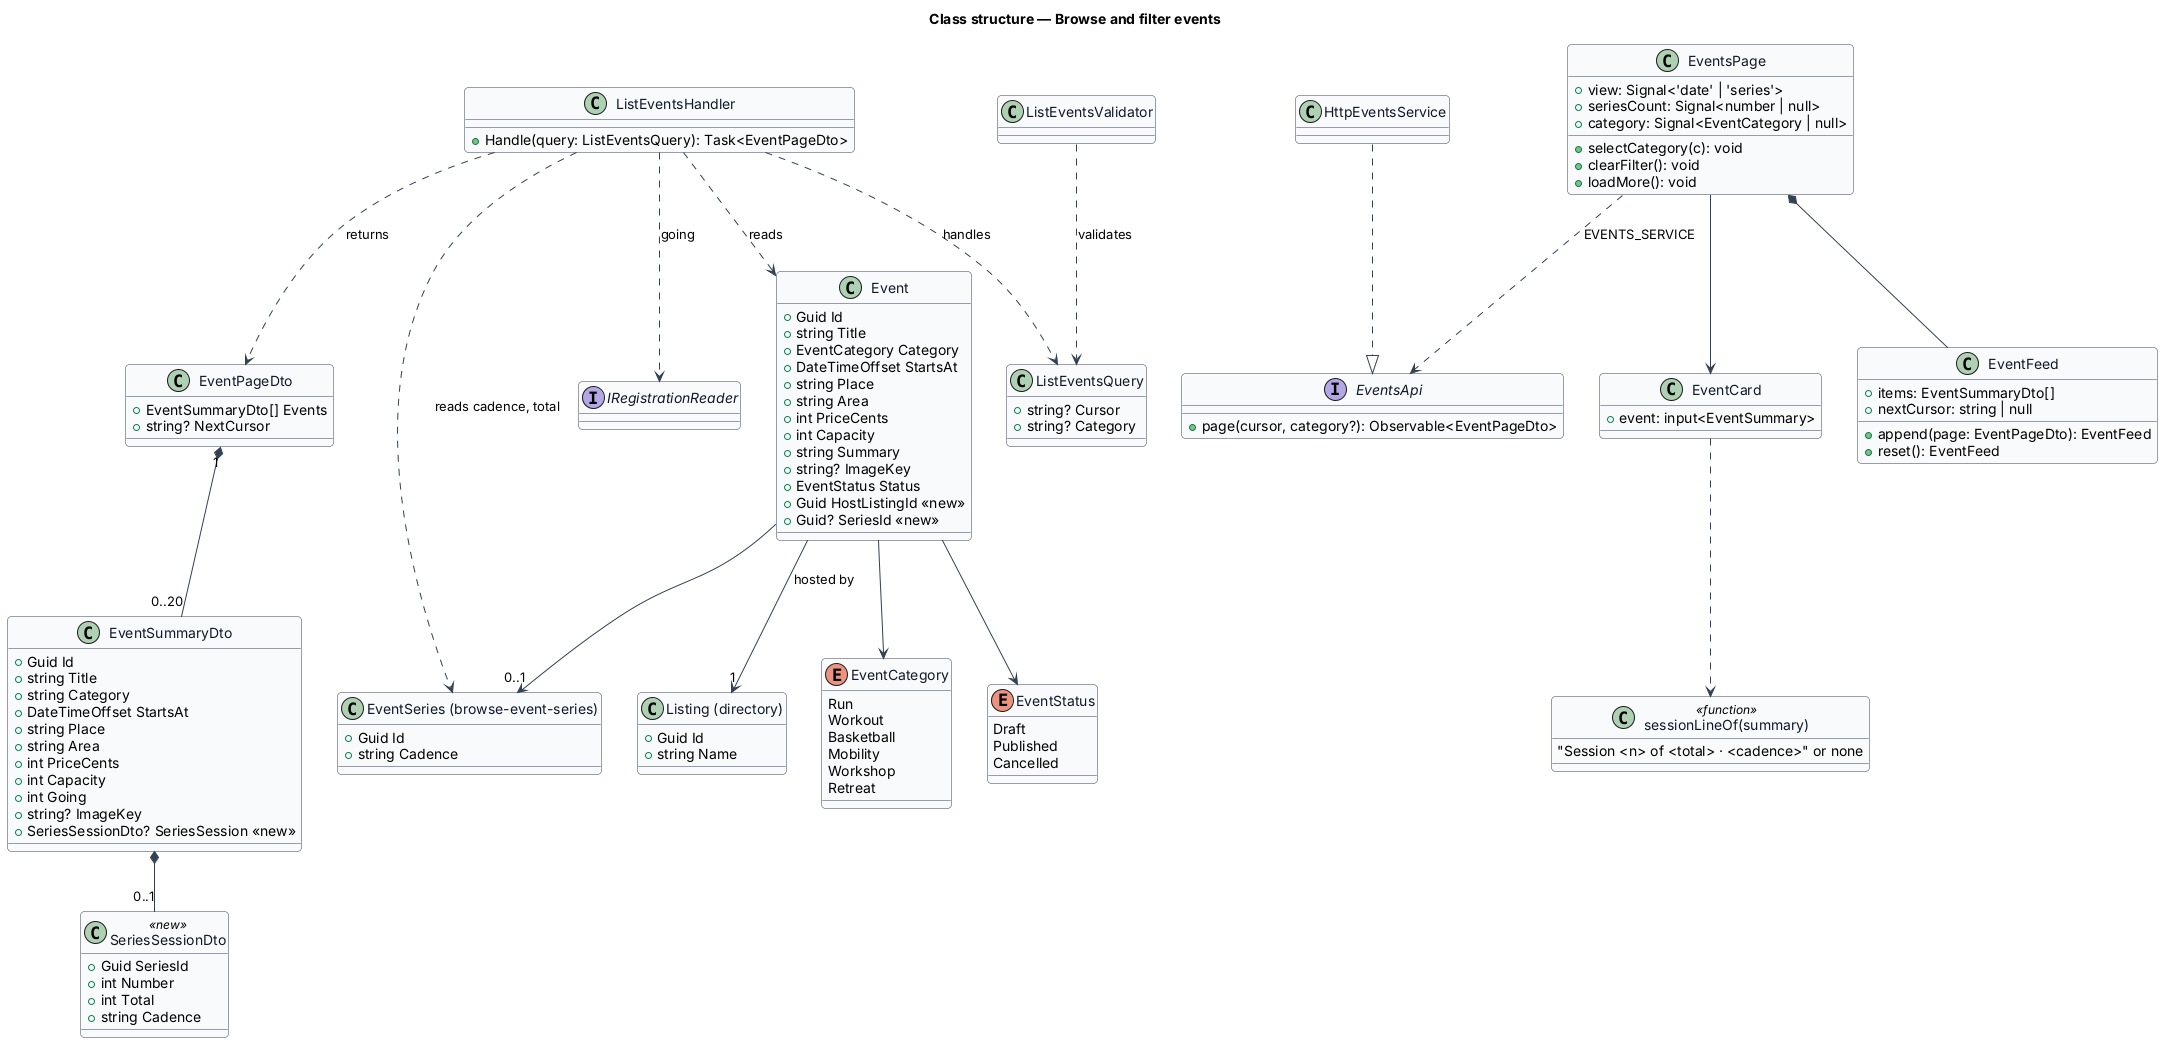 Class structure — Browse and filter events
C ListEventsHandler
Handle(query: ListEventsQuery): Task<EventPageDto>
C ListEventsValidator
C HttpEventsService
C EventsPage
view: Signal<'date' | 'series'>
seriesCount: Signal<number | null>
category: Signal<EventCategory | null>
selectCategory(c): void
clearFilter(): void
loadMore(): void
returns
going
reads
handles
validates
EVENTS_SERVICE
reads cadence, total
C EventPageDto
EventSummaryDto[] Events
string? NextCursor
I IRegistrationReader
C Event
Guid Id
string Title
EventCategory Category
DateTimeOffset StartsAt
string Place
string Area
int PriceCents
int Capacity
string Summary
string? ImageKey
EventStatus Status
Guid HostListingId «new»
Guid? SeriesId «new»
C ListEventsQuery
string? Cursor
string? Category
I EventsApi
page(cursor, category?): Observable<EventPageDto>
C EventCard
event: input<EventSummary>
C EventFeed
items: EventSummaryDto[]
nextCursor: string | null
append(page: EventPageDto): EventFeed
reset(): EventFeed
1
0..20
hosted by
0..1
1
C EventSummaryDto
Guid Id
string Title
string Category
DateTimeOffset StartsAt
string Place
string Area
int PriceCents
int Capacity
int Going
string? ImageKey
SeriesSessionDto? SeriesSession «new»
C EventSeries (browse-event-series)
Guid Id
string Cadence
C Listing (directory)
Guid Id
string Name
E EventCategory
Run
Workout
Basketball
Mobility
Workshop
Retreat
E EventStatus
Draft
Published
Cancelled
C «function»
sessionLineOf(summary)
"Session <n> of <total> · <cadence>" or none
0..1
C «new»
SeriesSessionDto
Guid SeriesId
int Number
int Total
string Cadence